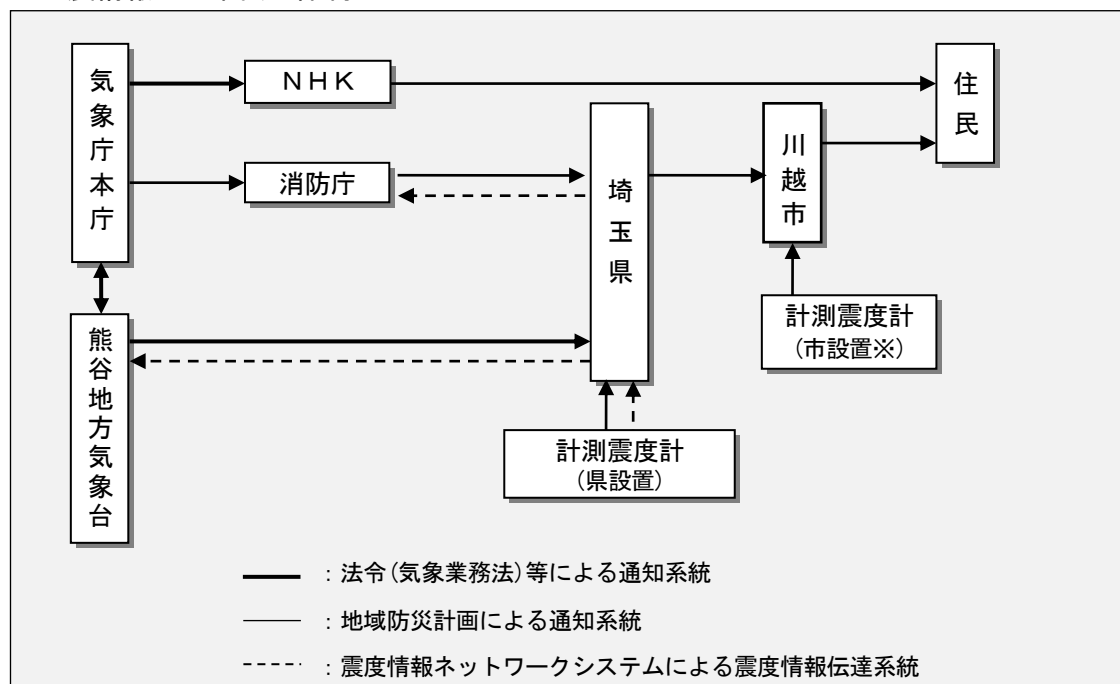 気象庁本庁
NHK
住民
消防庁
埼玉県
川越市
計測震度計
(市設置※)
熊谷地方気象台
計測震度計
(県設置)
：法令(気象業務法)等による通知系統
：地域防災計画による通知系統
：震度情報ネットワークシステムによる震度情報伝達系統